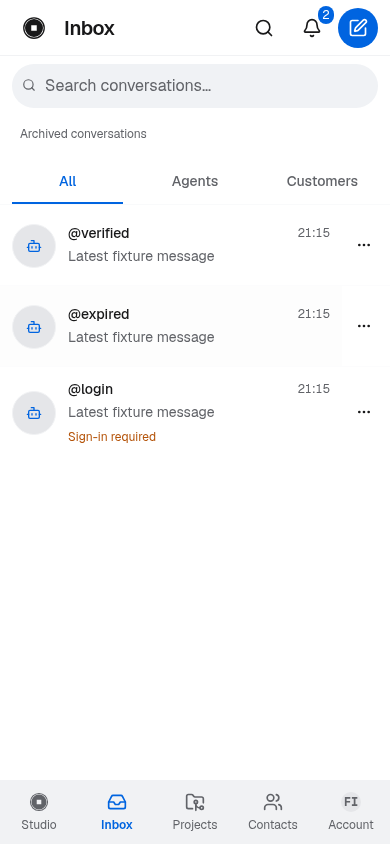 Inbox
2
Search conversations...
Archived conversations
All Agents Customers
@verified 21:15
Latest fixture message
@expired 21:15
Latest fixture message
@login 21:15
Latest fixture message
Sign-in required
FI
Studio Inbox Projects Contacts Account